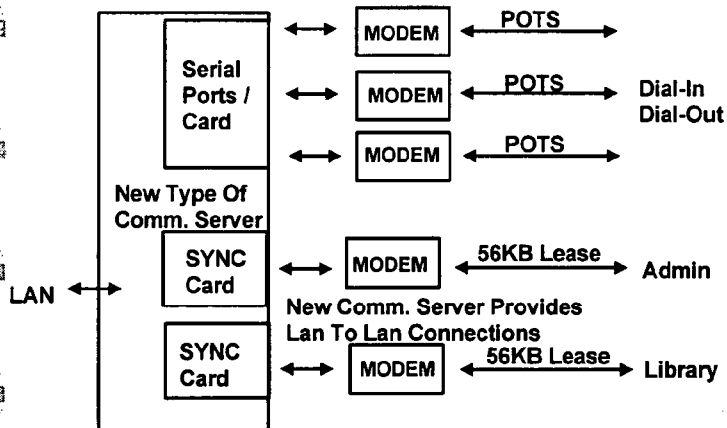 MODEM
POTS
Serial
Ports /
Card
MODEM
POTS
Dial-In
Dial-Out
MODEM
POTS
New Type Of
Comm. Server
SYNC
Card
MODEM
56KB Lease
Admin
LAN
New Comm. Server Provides
Lan To Lan Connections
SYNC
Card
MODEM
56KB Lease
Library